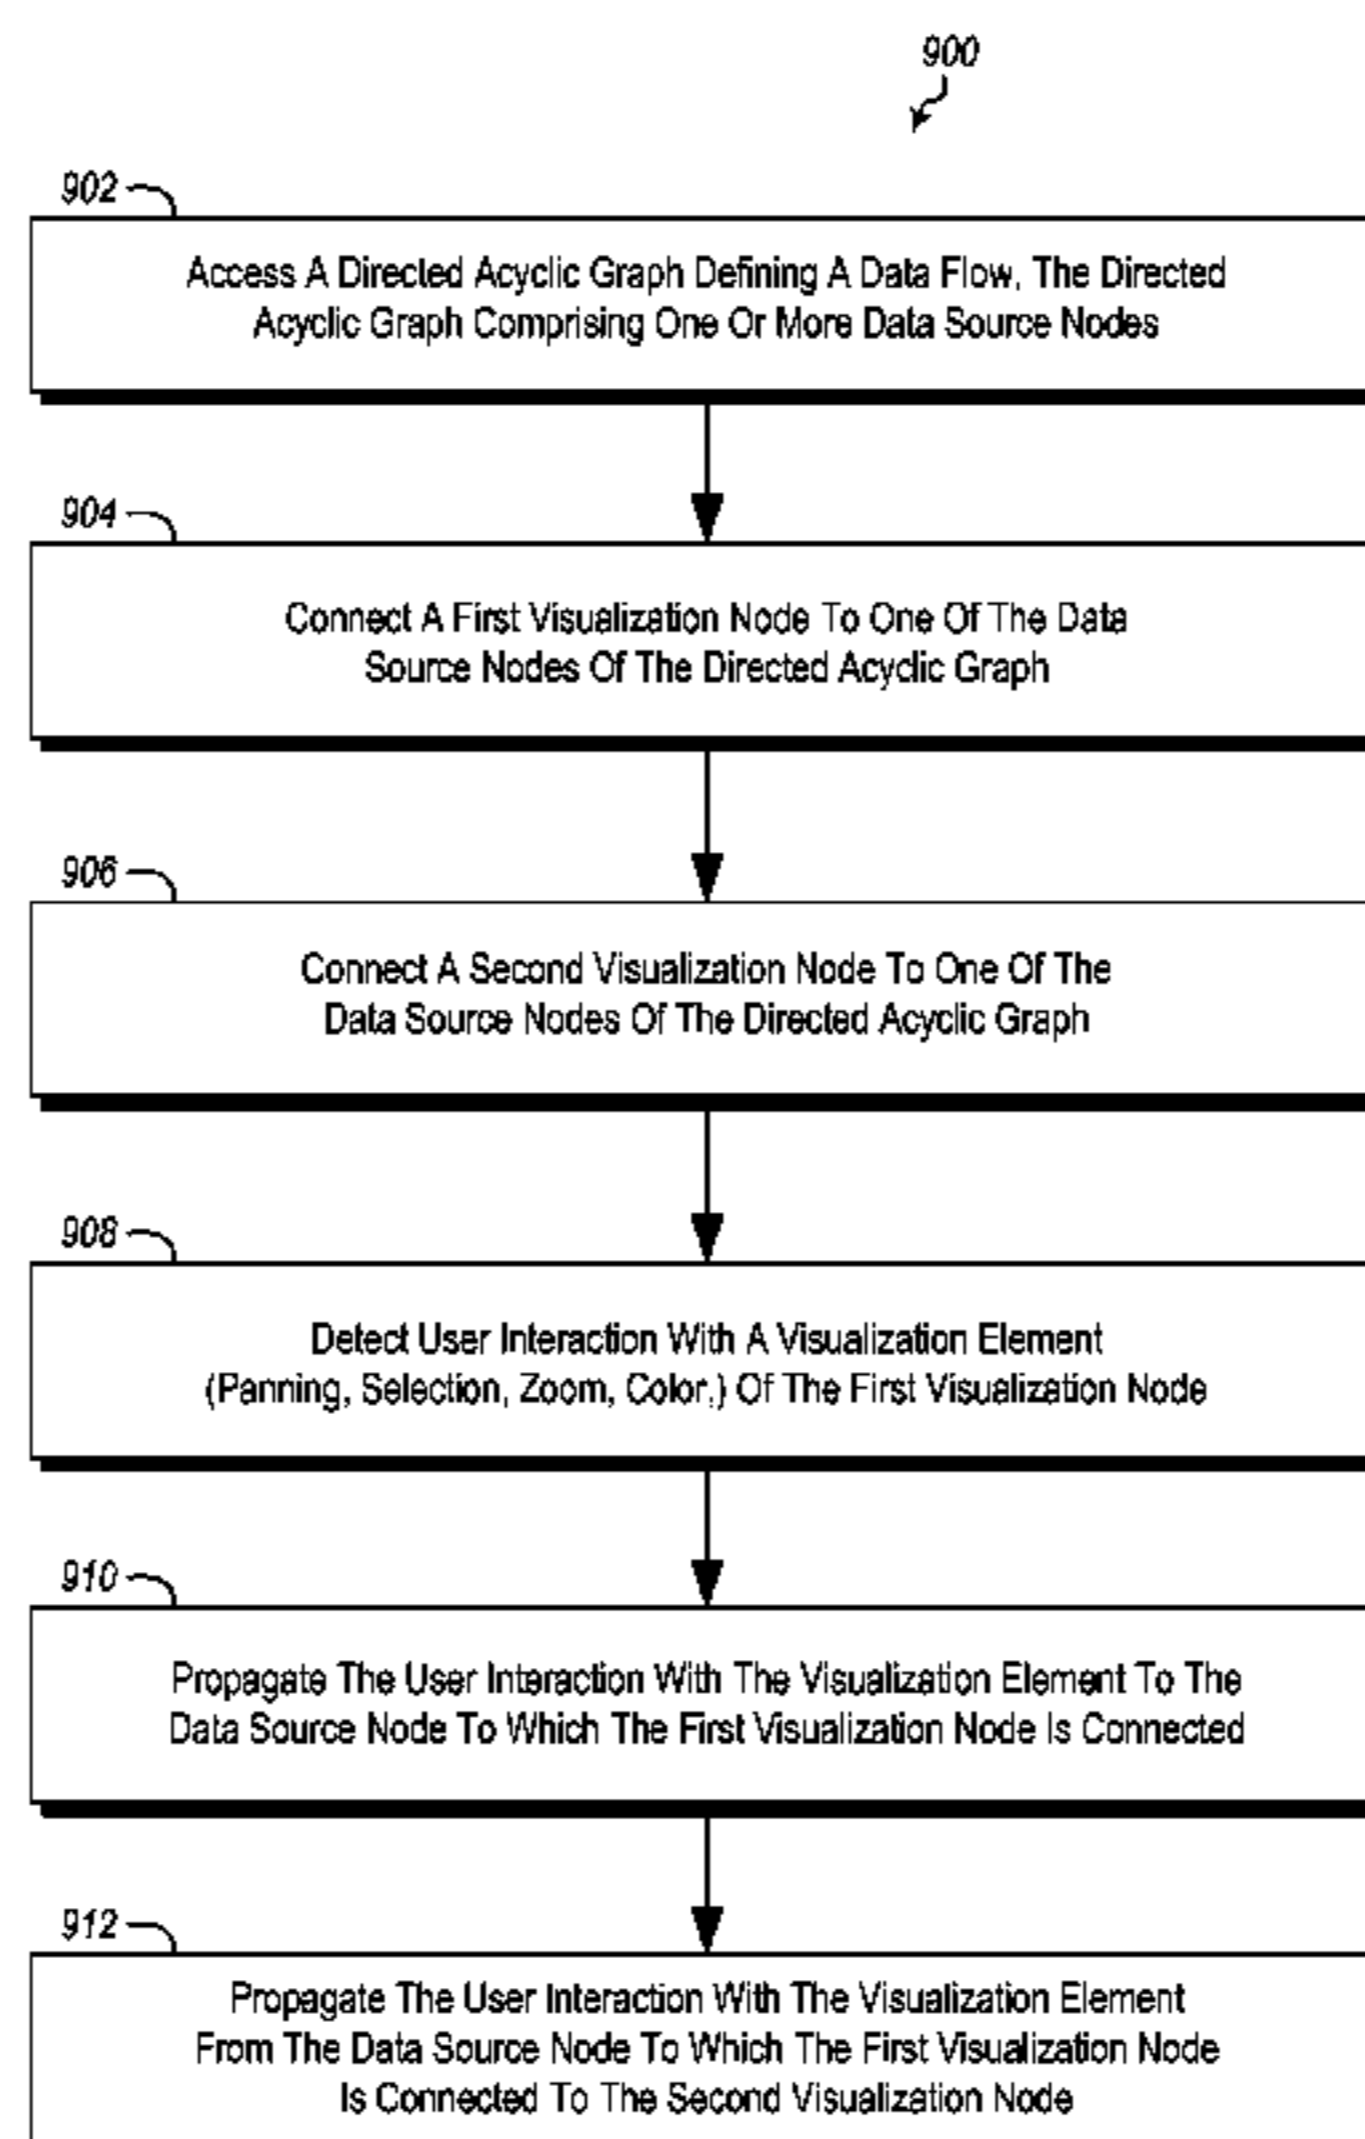 900
902
Access A Directed Acyclic Graph Defining A Data Flow, The Directed
Acyclic Graph Comprising One Or More Data Source Nodes
904
Connect A First Visualization Node To One Of The Data
Source Nodes Of The Directed Acyclic Graph
906
Connect A Second Visualization Node To One Of The
Data Source Nodes Of The Directed Acyclic Graph
908
Detect User Interaction With A Visualization Element
(Panning, Selection, Zoom, Color,) Of The First Visualization Node
910
Propagate The User Interaction With The Visualization Element To The
Data Source Node To Which The First Visualization Node Is Connected
912
Propagate The User Interaction With The Visualization Element
From The Data Source Node To Which The First Visualization Node
Is Connected To The Second Visualization Node